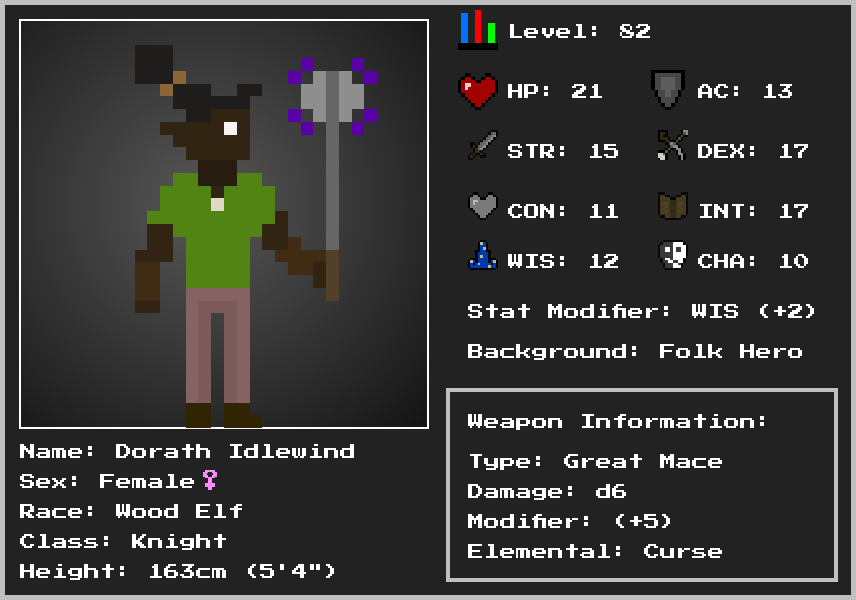 Level: 82
HP: 21
AC: 13
STR: 15
DEX: 17
CON: 11
INT: 17
WIS: 12
CHA: 10
Stat Modifier: WIS (+2)
Background: Folk Hero
Weapon Information:
Type: Great Mace
Damage: d6
Modifier: (+5)
Elemental: Curse
Name: Dorath Idlewind
Sex: Female♀
Race: Wood Elf
Class: Knight
Height: 163cm (5'4")